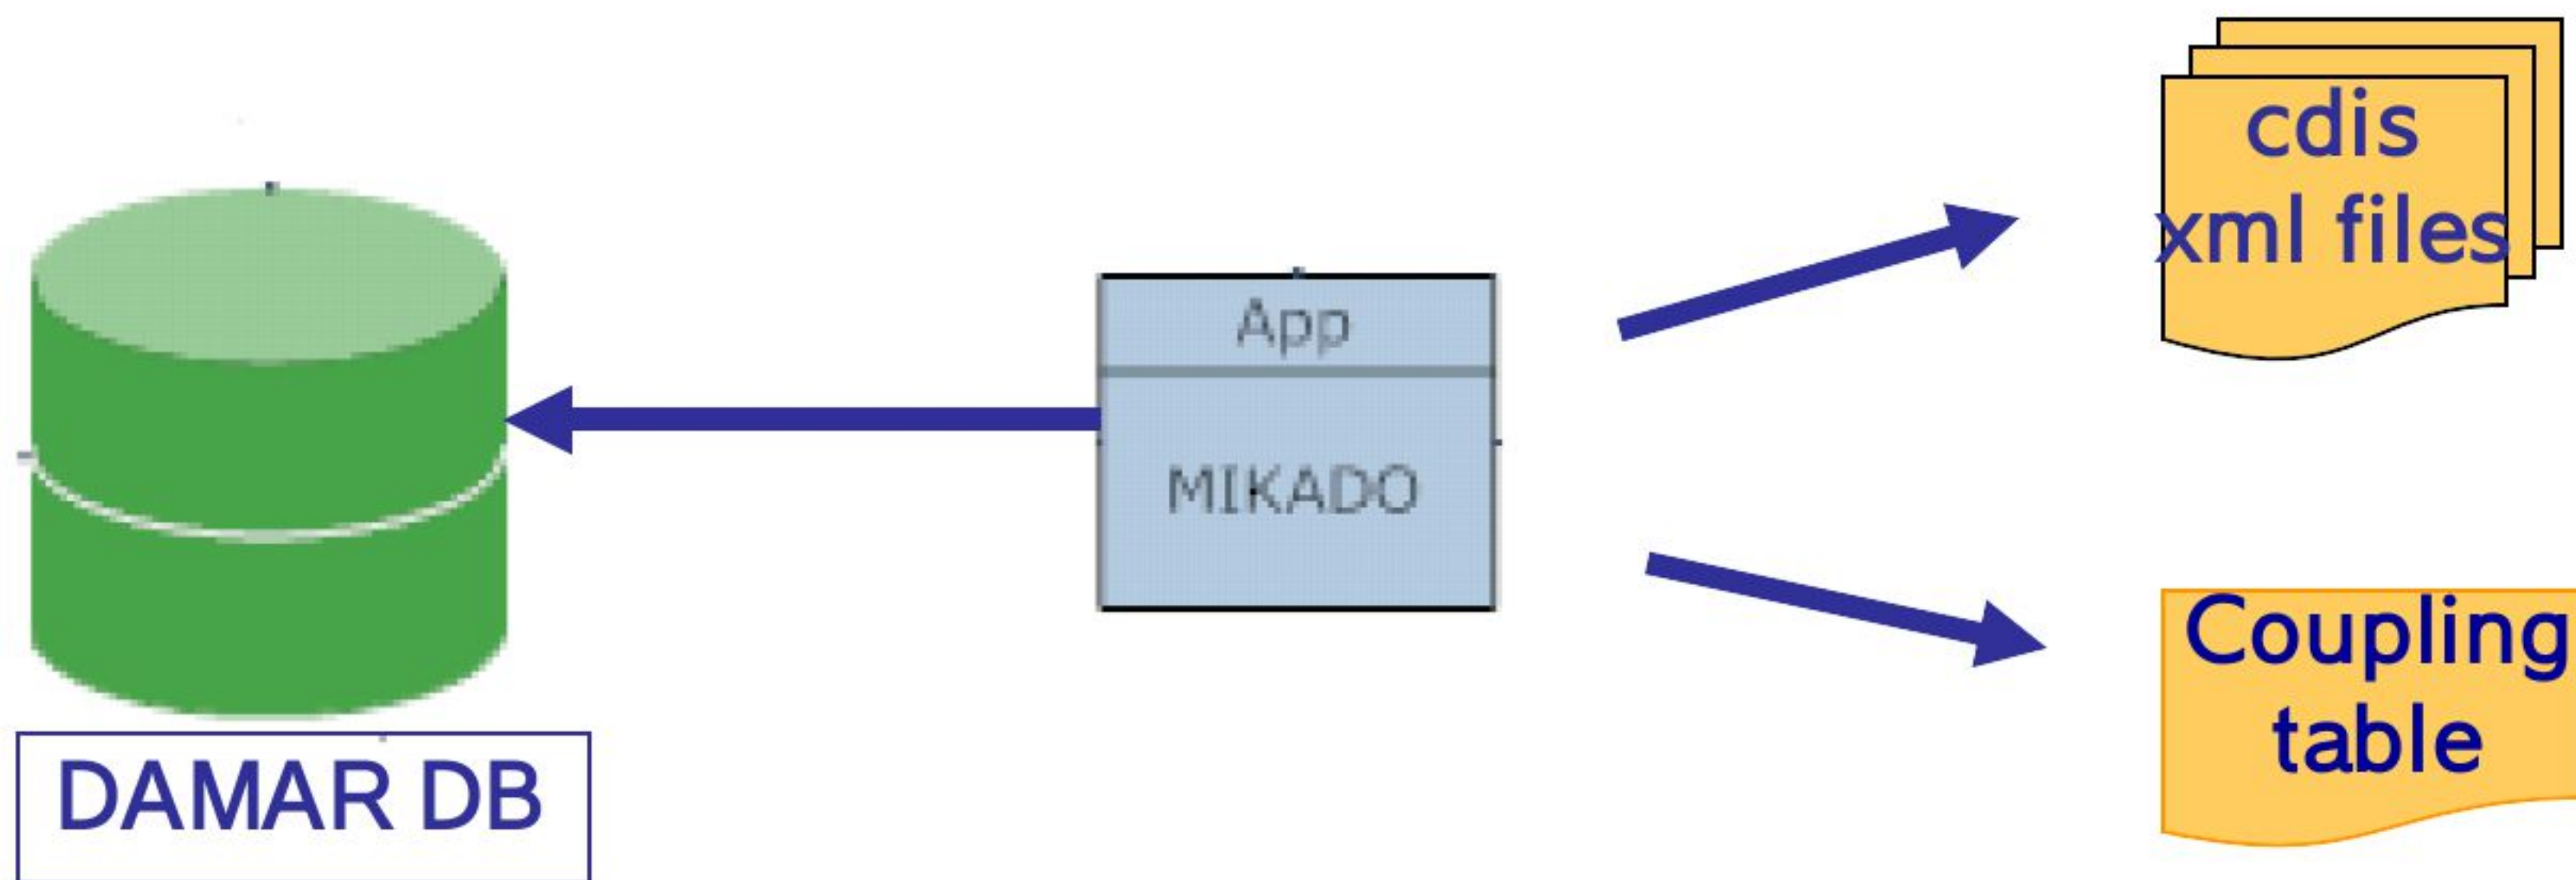 cdis
xml files
App
MIKADO
Coupling
table
DAMAR DB